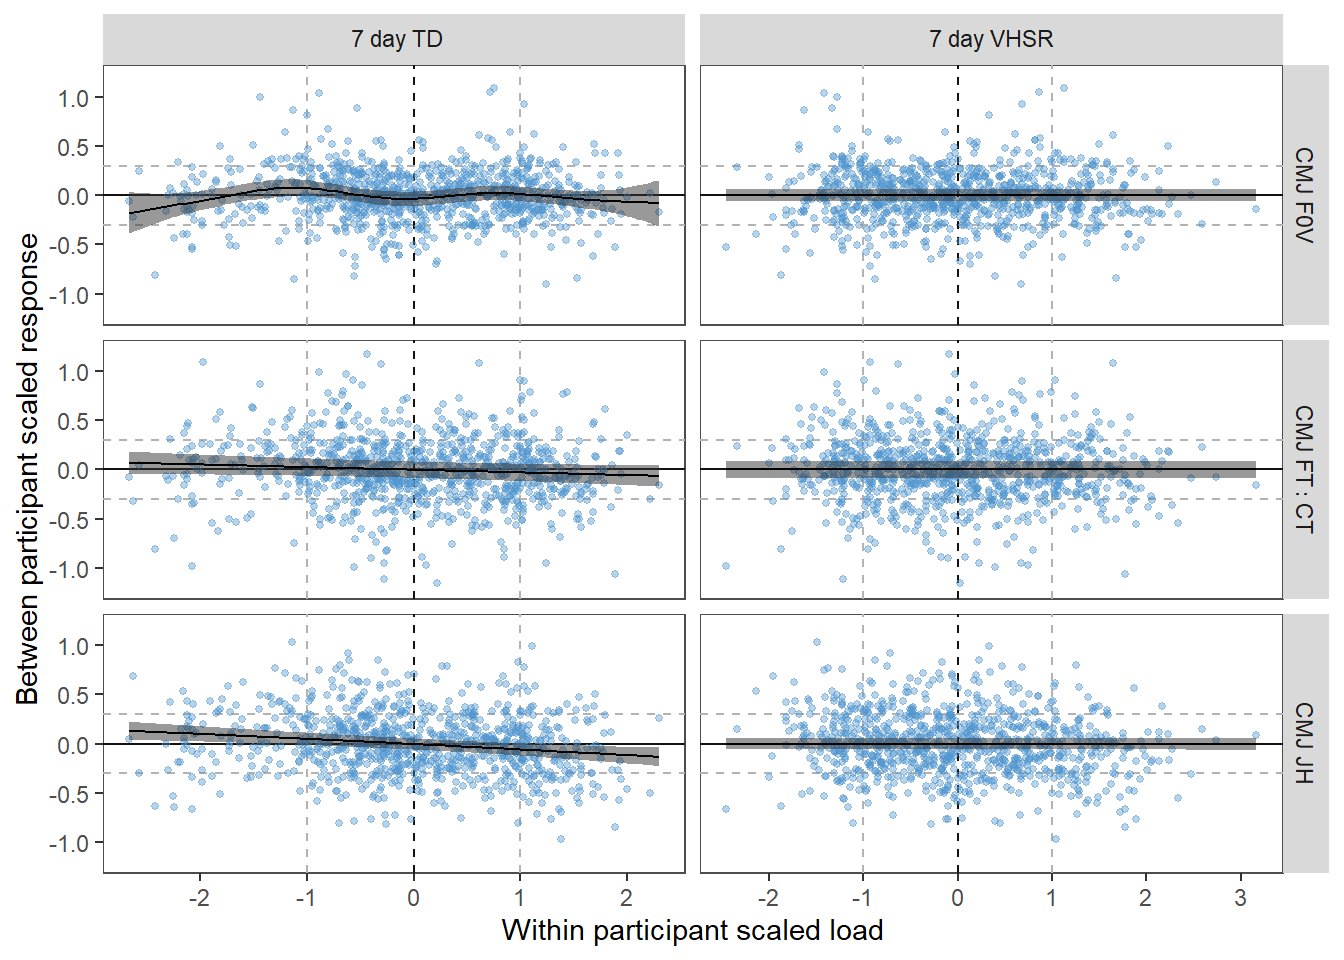 7 day TD
7 day VHSR
Between participant scaled response
1.0
0.5
0.0
-0.5
-1.0
CMJ F0V
1.0
0.5
0.0
-0.5
-1.0
CMJ FT : CT
1.0
0.5
0.0
-0.5
-1.0
CMJ JH
-2 -1 0 1 2
-2 -1 0 1 2 3
Within participant scaled load